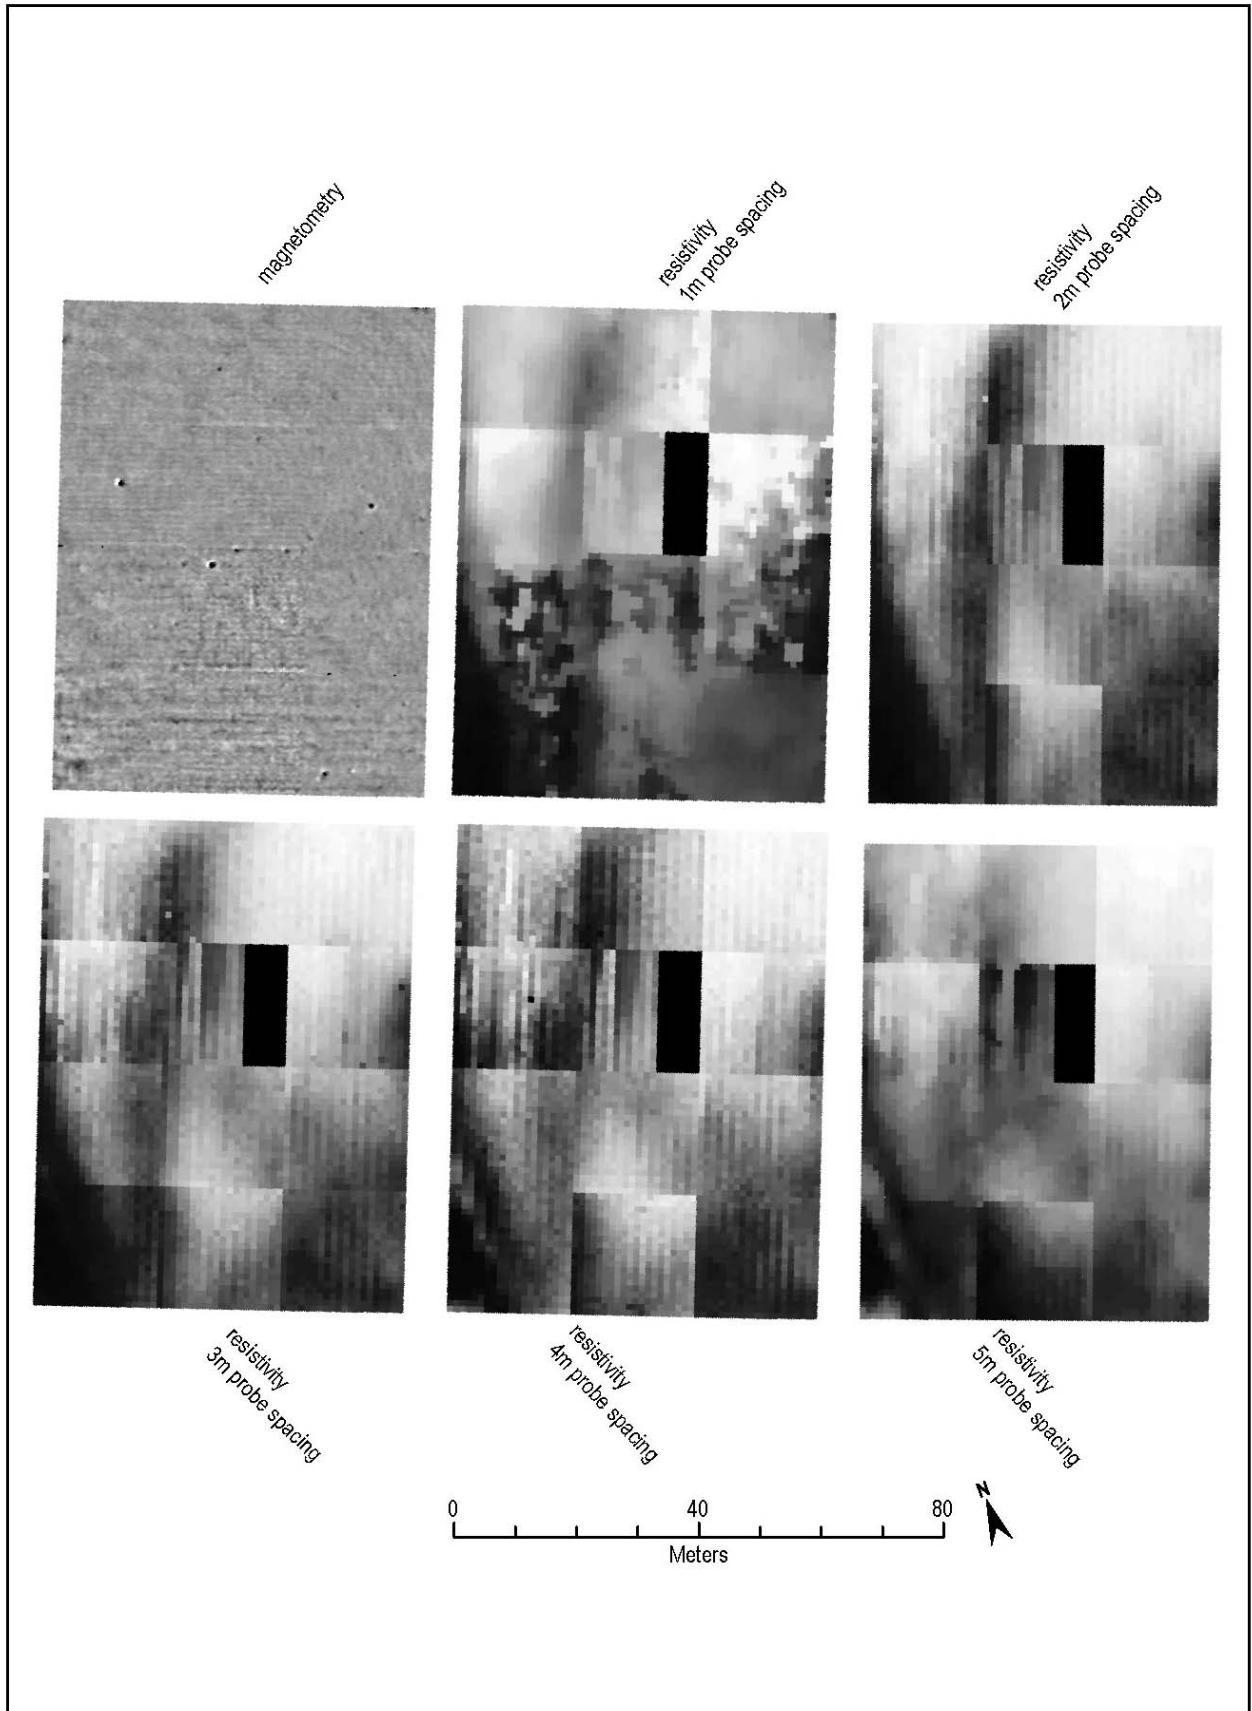 magnetometry
resistivity
1m probe spacing
resistivity
2m probe spacing
resistivity
3m probe spacing
resistivity
4m probe spacing
resistivity
5m probe spacing
0 40 80
Meters
N